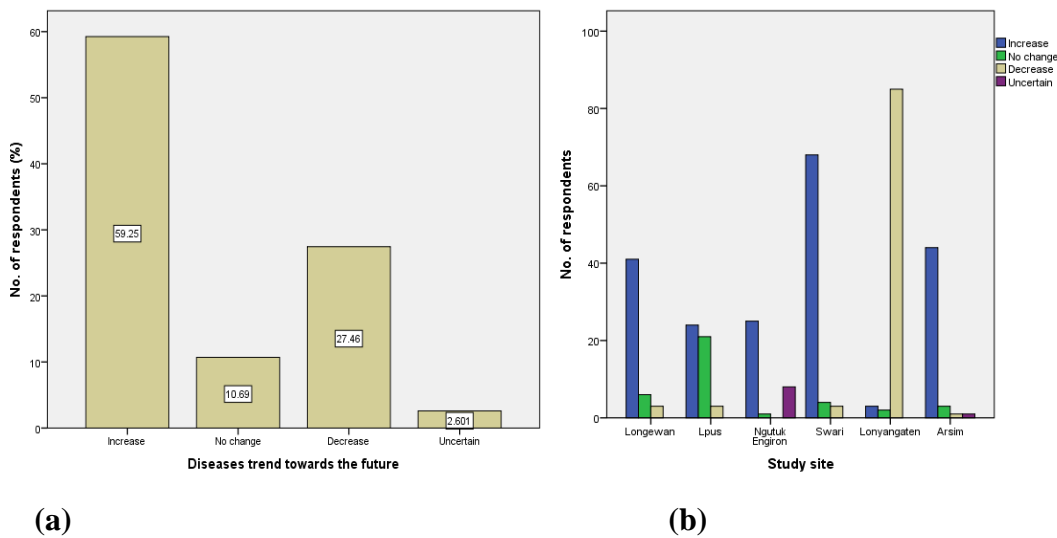 No. of respondents (%)
60
50
40
30
20
10
0
59.25
10.69
27.46
2.601
Increase
No change
Decrease
Uncertain
Diseases trend towards the future
(a)
No. of respondents
100
80
60
40
20
0
Increase
No change
Decrease
Uncertain
Longewan
Lpus
Ngutuk
Engiron
Swari
Lonyangaten
Arsim
Study site
(b)